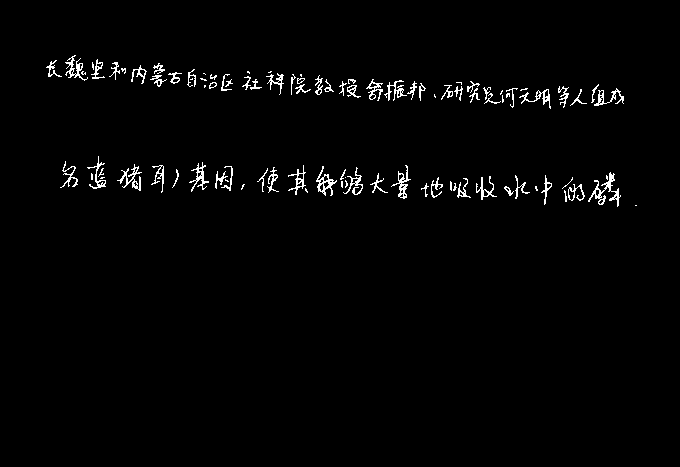 长魏坚和内蒙古自治区社科院教授舒振邦、研究员何天明等人组成
名蓝猪耳）基因,使其能够大量地吸收水中的磷.